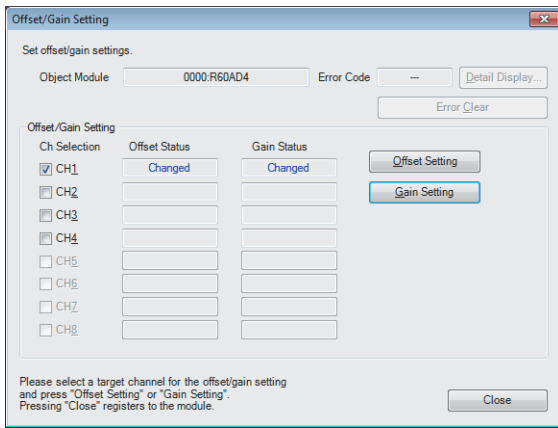 Offset/Gain Setting
Set offset/gain settings.
Object Module 0000:R60AD4 Error Code --- Detail Display...
Error Clear
Offset/Gain Setting
Ch Selection Offset Status Gain Status
CH1 Changed Changed Offset Setting
CH2 Gain Setting
CH3
CH4
CH5
CH6
CH7
CH8
Please select a target channel for the offset/gain setting
and press "Offset Setting" or "Gain Setting".
Pressing "Close" registers to the module.
Close